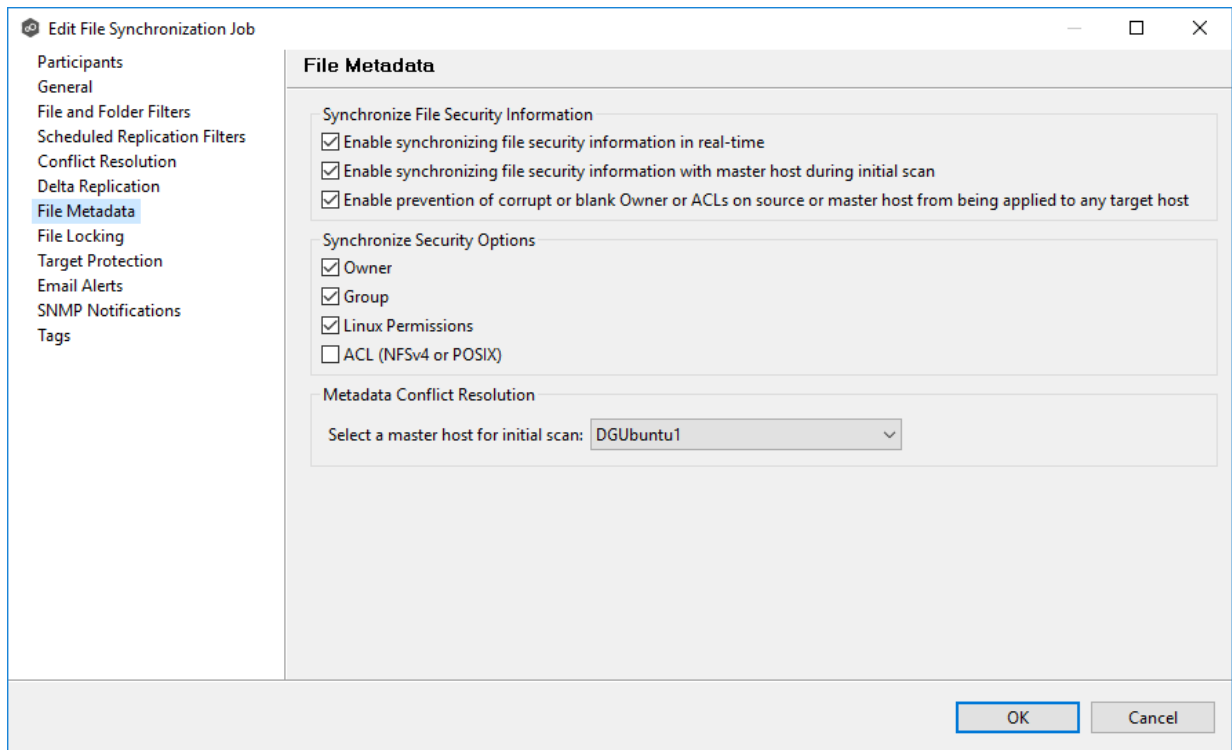 Edit File Synchronization Job
Participants
General
File and Folder Filters
Scheduled Replication Filters
Conflict Resolution
Delta Replication
File Metadata
File Locking
Target Protection
Email Alerts
SNMP Notifications
Tags
File Metadata
Synchronize File Security Information
Enable synchronizing file security information in real-time
Enable synchronizing file security information with master host during initial scan
Enable prevention of corrupt or blank Owner or ACLs on source or master host from being applied to any target host
Synchronize Security Options
Owner
Group
Linux Permissions
ACL (NFSv4 or POSIX)
Metadata Conflict Resolution
Select a master host for initial scan: DGUbuntu1
OK Cancel